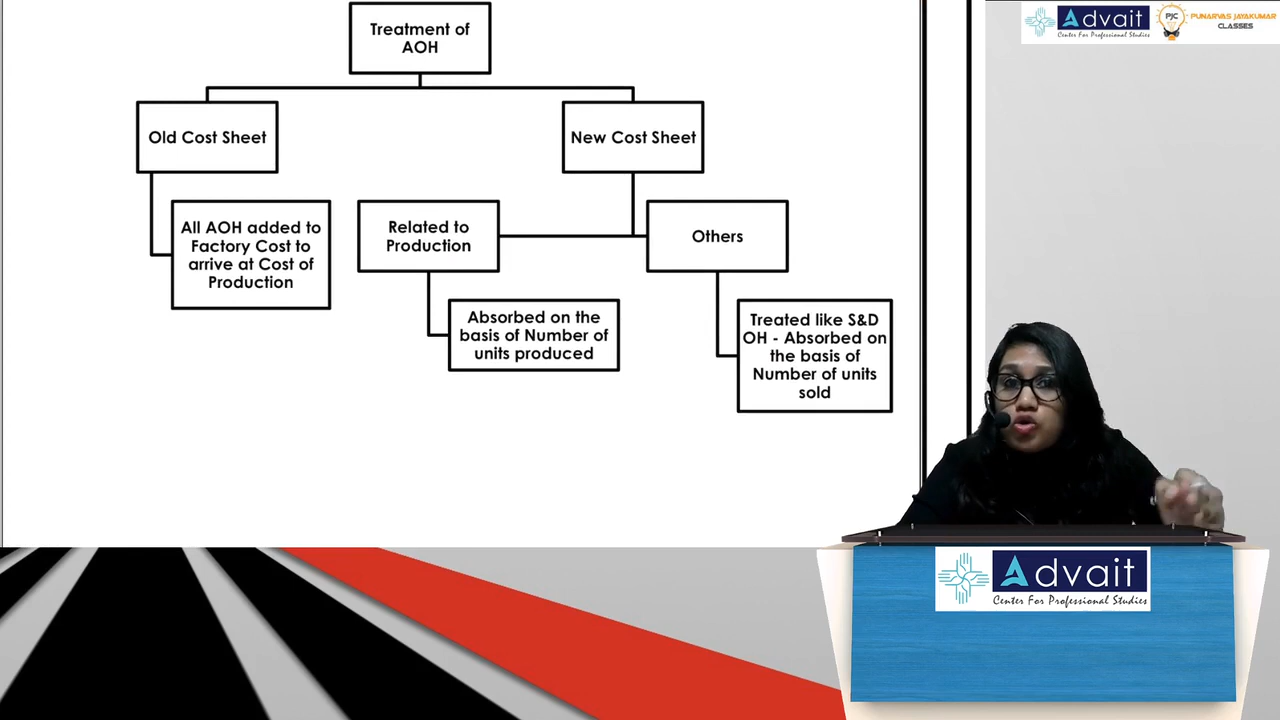 Treatment of
AOH
Old Cost Sheet
New Cost Sheet
All AOH added to
Factory Cost to
arrive at Cost of
Production
Related to
Production
Others
Absorbed on the
basis of Number of
units produced
Treated like S&D
OH - Absorbed on
the basis of
Number of units
sold
Advait
Center For Professional Studies
PJC
PUNARVAS JAYAKUMAR
CLASSES
Advait
Center For Professional Studies